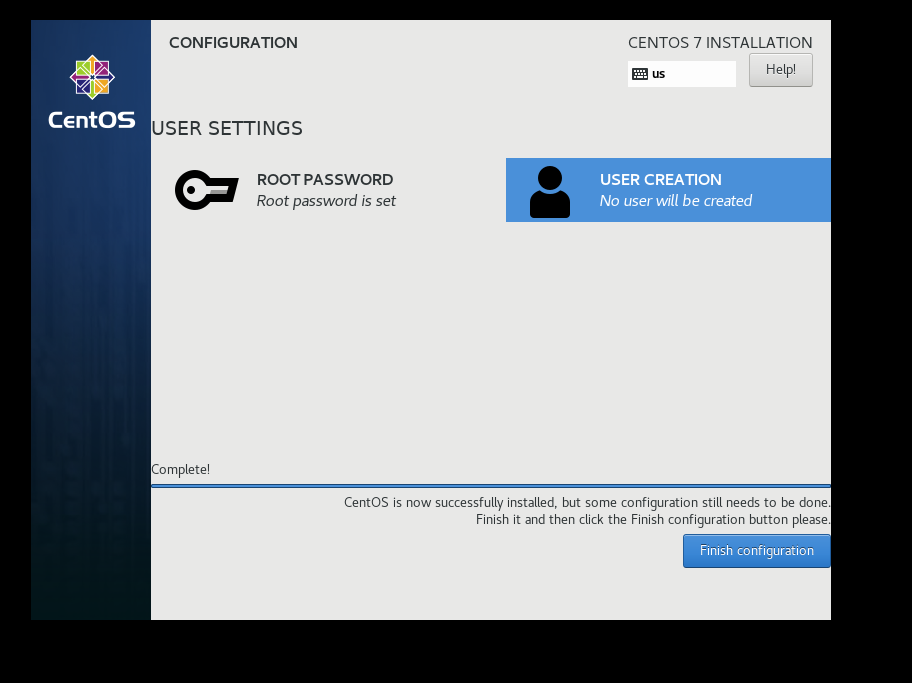 CentOS
CONFIGURATION
CENTOS 7 INSTALLATION
us
Help!
USER SETTINGS
ROOT PASSWORD
Root password is set
USER CREATION
No user will be created
Complete!
CentOS is now successfully installed, but some configuration still needs to be done.
Finish it and then click the Finish configuration button please.
Finish configuration